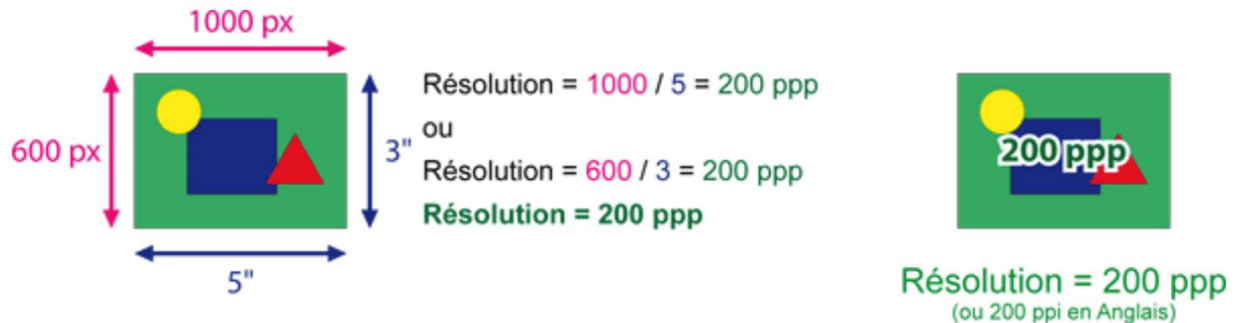 1000 px
600 px
3"
5"
Résolution = 1000 / 5 = 200 ppp
ou
Résolution = 600 / 3 = 200 ppp
Résolution = 200 ppp
200 ppp
Résolution = 200 ppp
(ou 200 ppi en Anglais)